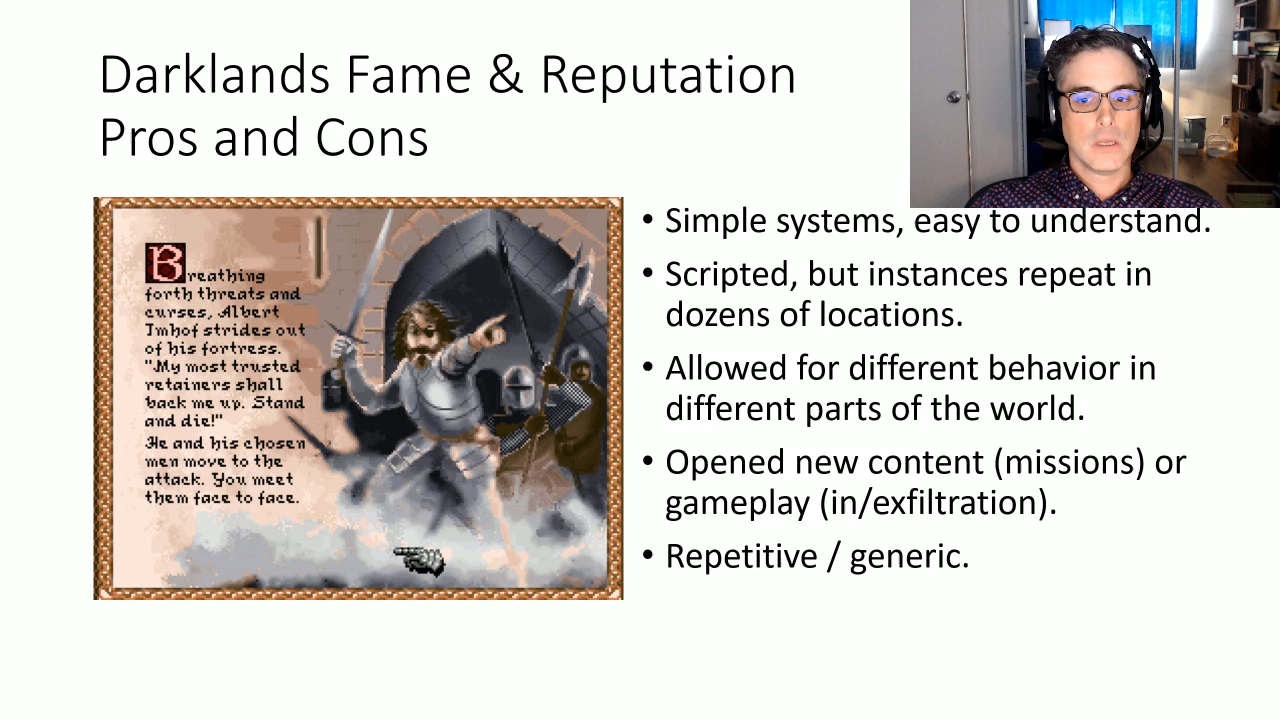 Darklands Fame & Reputation
Pros and Cons
Breathing
forth threats and
curses, Albert
Imhof strides out
of his fortress.
"My most trusted
retainers shall
back me up. Stand
and die!"
He and his chosen
men move to the
attack. You meet
them face to face.
• Simple systems, easy to understand.
• Scripted, but instances repeat in
dozens of locations.
• Allowed for different behavior in
different parts of the world.
• Opened new content (missions) or
gameplay (in/exfiltration).
• Repetitive / generic.